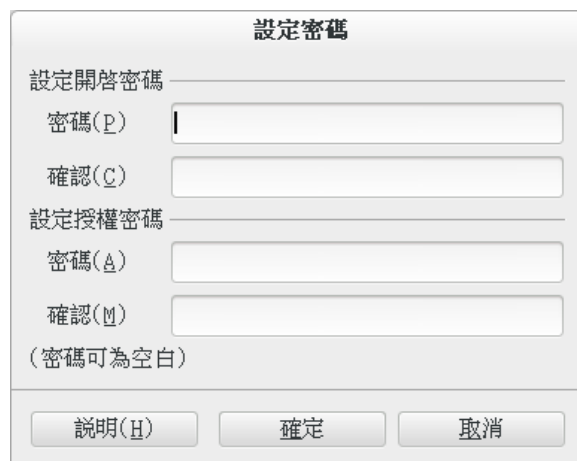 設定密碼
設定開啓密碼
密碼(P)
確認(C)
設定授權密碼
密碼(A)
確認(M)
(密碼可為空白)
説明(H) 確定 取消